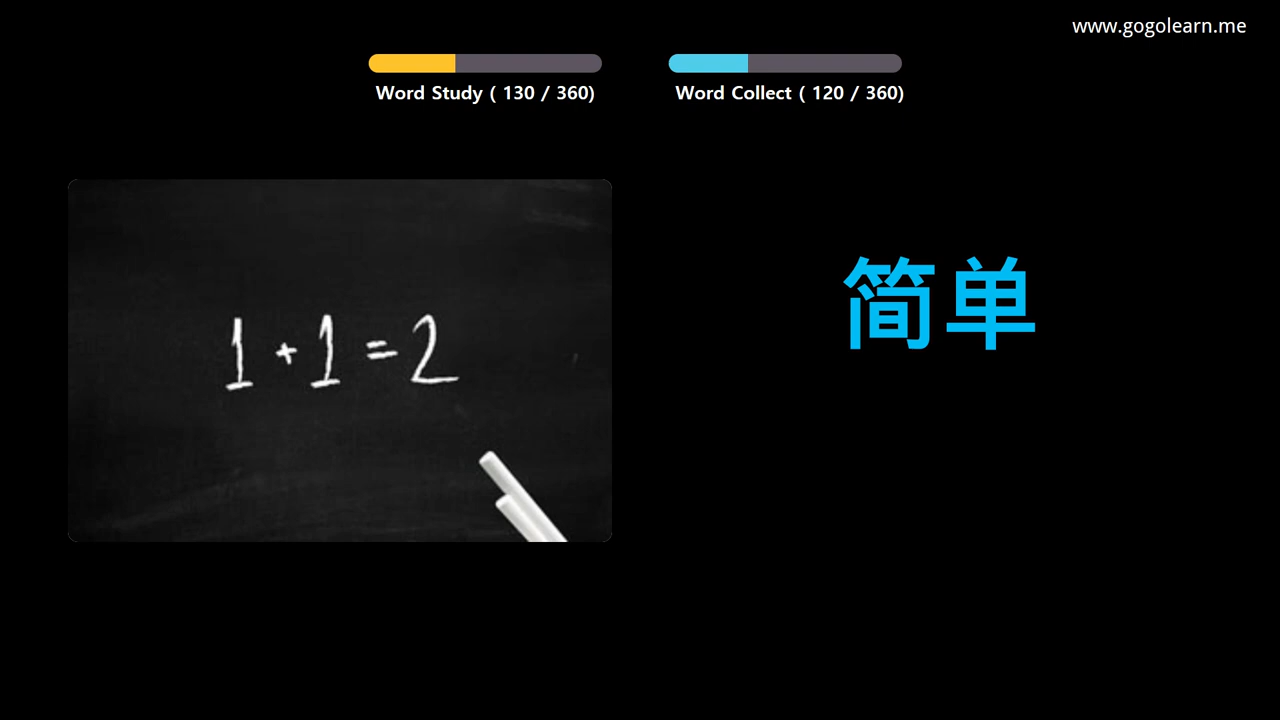 www.gogolearn.me
Word Study ( 130 / 360)
Word Collect ( 120 / 360)
1 + 1 = 2
简单